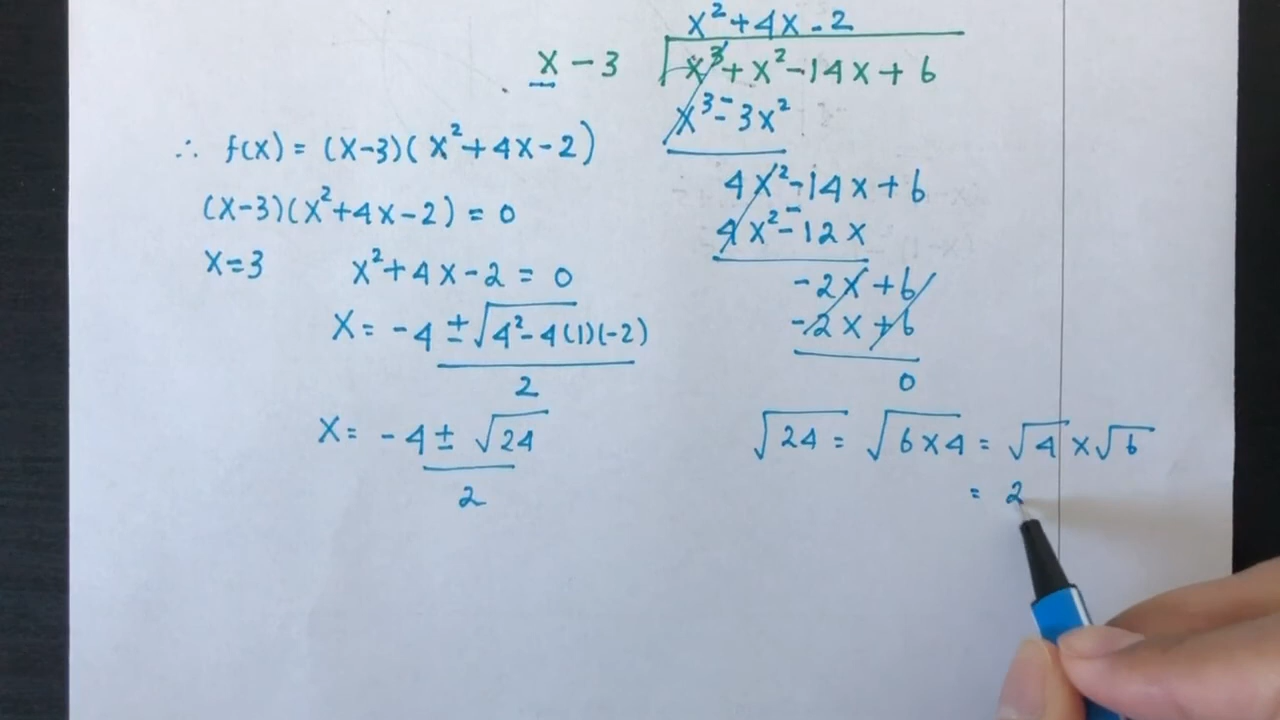 x² + 4x - 2
x - 3 √ x³ + x² - 14x + 6
x³ - 3x²
4x² - 14x + 6
4x² - 12x
-2x + 6
-2x + 6
0
∴ f(x) = (x-3)(x² + 4x - 2)
(x-3)(x² + 4x - 2) = 0
x = 3 x² + 4x - 2 = 0
x = -4 ± √4² - 4(1)(-2)
2
x = -4 ± √24
2
√24 = √6 × 4 = √4 × √6
= 2